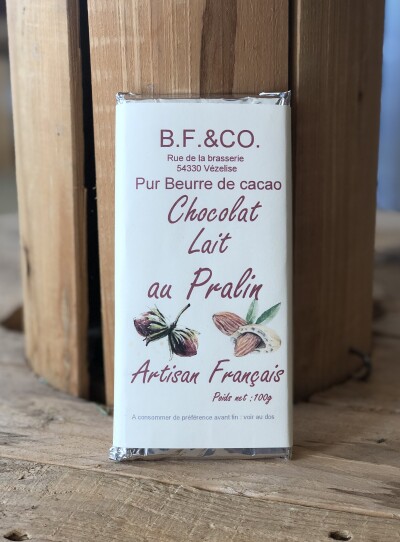 B.F.&CO.
Rue de la brasserie
54330 Vézelise
Pur Beurre de cacao
Chocolat
Lait
au Pralin
Artisan Français
Poids net :100g
A consommer de préférence avant fin : voir au dos